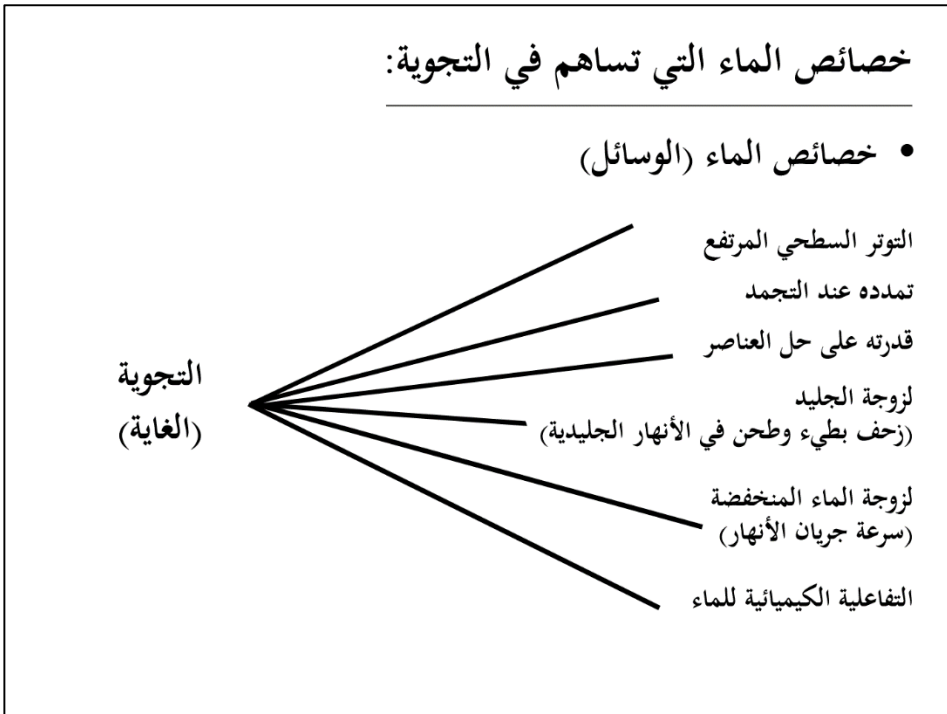 خصائص الماء التي تساهم في التجوية:
• خصائص الماء (الوسائل)
التوتر السطحي المرتفع
تمدده عند التجمد
قدرته على حل العناصر
لزوجة الجليد
(زحف بطيء وطحن في الأنهار الجليدية)
لزوجة الماء المنخفضة
(سرعة جريان الأنهار)
التفاعلية الكيميائية للماء
التجوية
(الغاية)